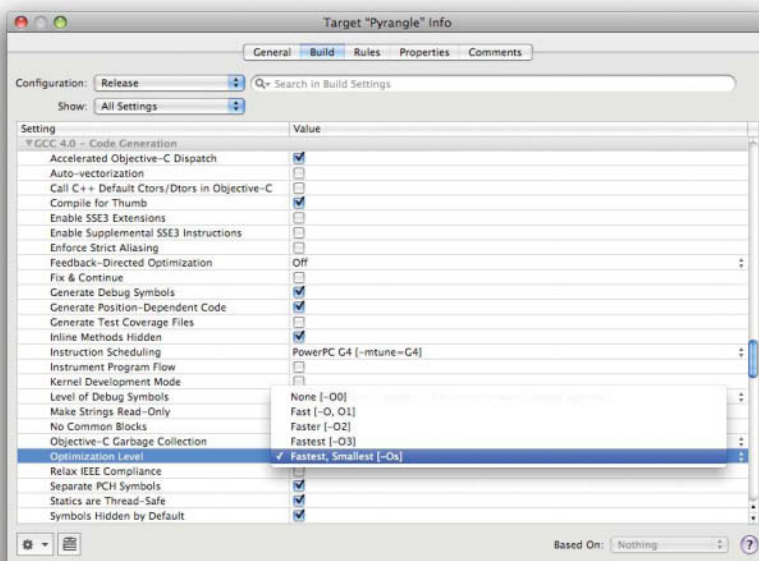 Target "Pyrangle" Info
General Build Rules Properties Comments
Configuration: Release
Search in Build Settings
Show: All Settings
Setting Value
GCC 4.0 – Code Generation
Accelerated Objective-C Dispatch
Auto-vectorization
Call C++ Default Ctors/Dtors in Objective-C
Compile for Thumb
Enable SSE3 Extensions
Enable Supplemental SSE3 Instructions
Enforce Strict Aliasing
Feedback-Directed Optimization Off
Fix & Continue
Generate Debug Symbols
Generate Position-Dependent Code
Generate Test Coverage Files
Inline Methods Hidden
Instruction Scheduling PowerPC G4 [-mtune=G4]
Instrument Program Flow
Kernel Development Mode
Level of Debug Symbols None [-O0]
Make Strings Read-Only Fast [-O, O1]
No Common Blocks Faster [-O2]
Objective-C Garbage Collection Fastest [-O3]
Optimization Level Fastest, Smallest [-Os]
Relax IEEE Compliance
Separate PCH Symbols
Statics are Thread-Safe
Symbols Hidden by Default
Based On: Nothing ?